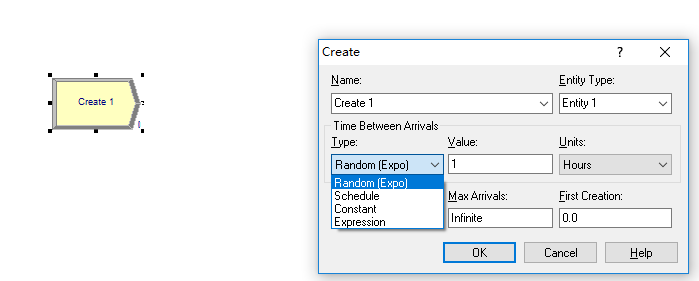 Create 1
Create
?
Name:
Entity Type:
Create 1
Entity 1
Time Between Arrivals
Type:
Value:
Units:
Random (Expo)
1
Hours
Random (Expo)
Schedule
Constant
Expression
Max Arrivals:
First Creation:
Infinite
0.0
OK
Cancel
Help